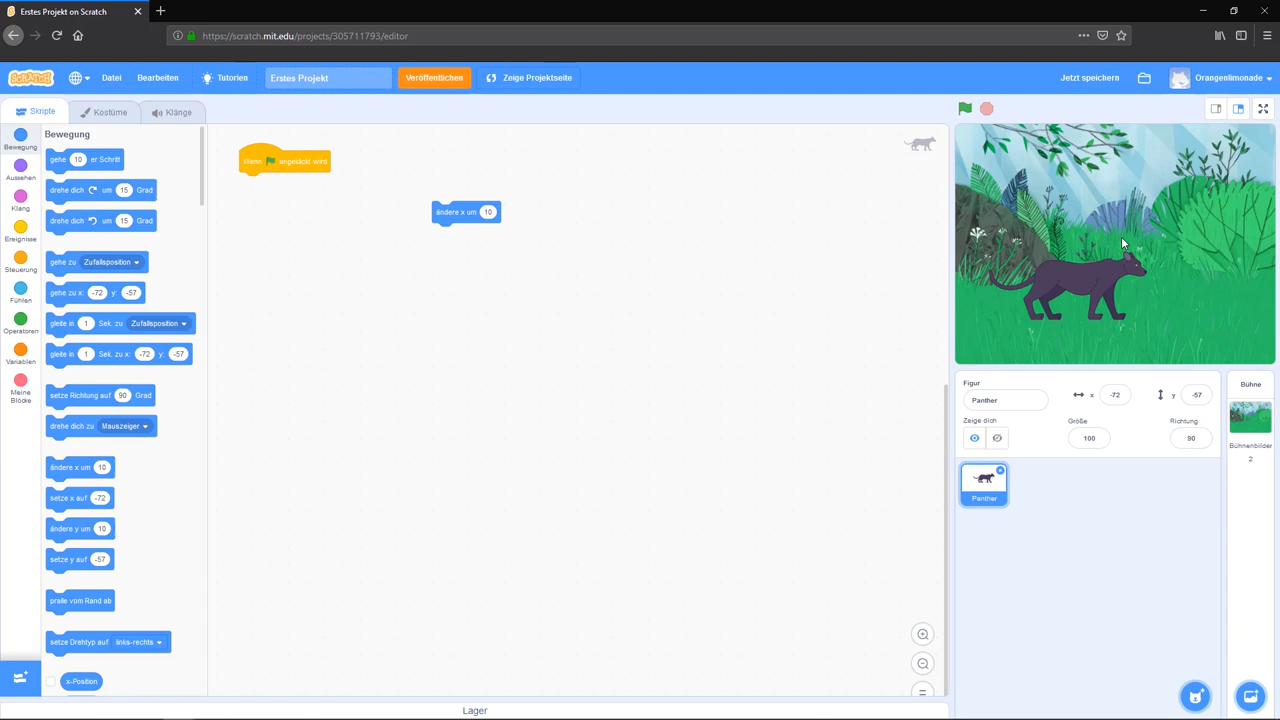 Erstes Projekt on Scratch
https://scratch.mit.edu/projects/305711793/editor
SCRATCH
Datei
Bearbeiten
Tutorien
Erstes Projekt
Veröffentlichen
Zeige Projektseite
Jetzt speichern
Orangenlimonade
Skripte
Kostüme
Klänge
Bewegung
Aussehen
Klang
Ereignisse
Steuerung
Fühlen
Operatoren
Variablen
Meine
Blöcke
Bewegung
gehe 10 er Schritt
drehe dich um 15 Grad
drehe dich um 15 Grad
gehe zu Zufallsposition
gehe zu x: -72 y: -57
gleite in 1 Sek. zu Zufallsposition
gleite in 1 Sek. zu x: -72 y: -57
setze Richtung auf 90 Grad
drehe dich zu Mauszeiger
ändere x um 10
setze x auf -72
ändere y um 10
setze y auf -57
pralle vom Rand ab
setze Drehtyp auf links-rechts
x-Position
Wenn angeklickt wird
ändere x um 10
Lager
Figur
Panther
x -72
y -57
Zeige dich
Größe
100
Richtung
90
Panther
Bühne
Bühnenbilder
2